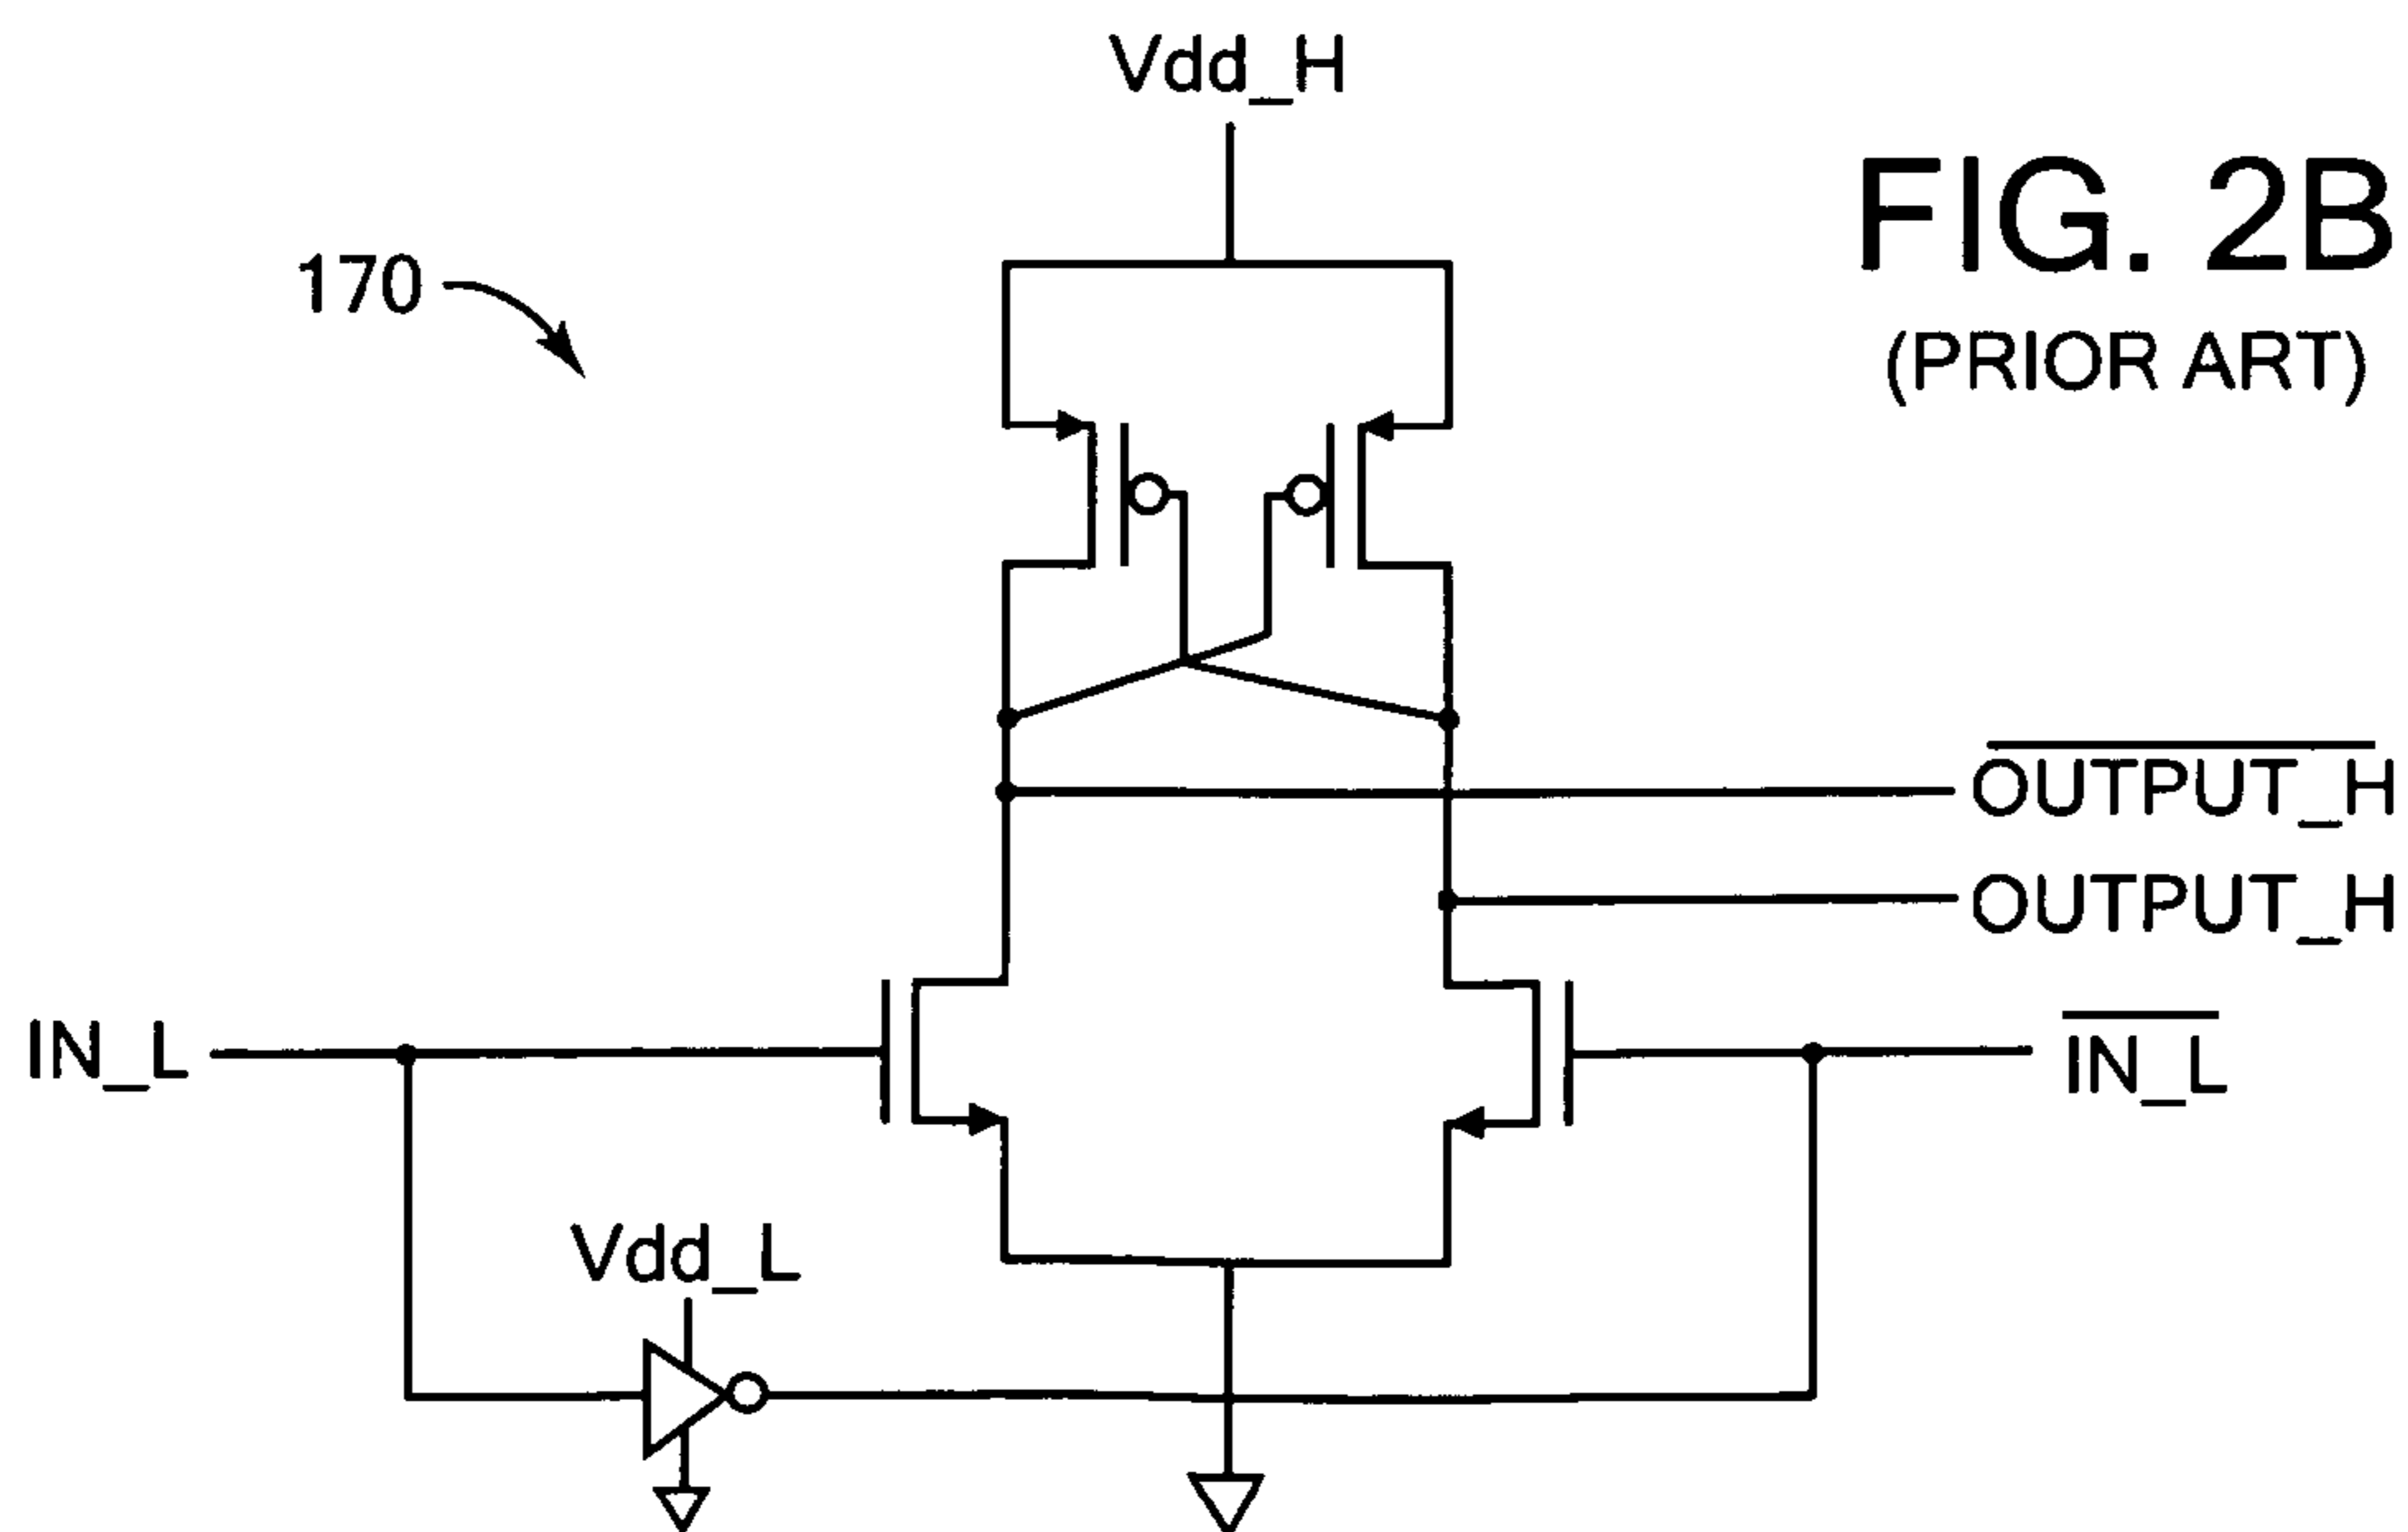 Vdd_H
FIG. 2B
170
(PRIOR ART)
OUTPUT_H
OUTPUT_H
IN_L
IN_L
Vdd_L